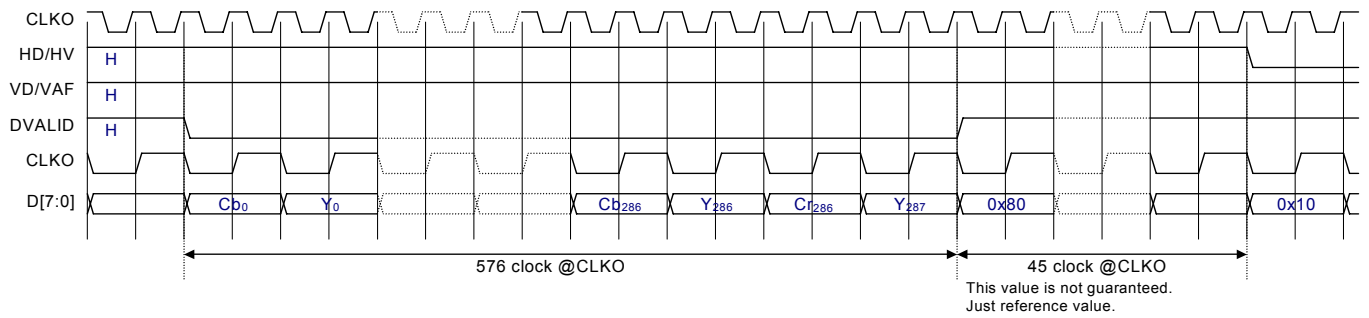 CLKO
HD/HV H
VD/VAF H
DVALID H
CLKO
D[7:0] Cb0 Y0 Cb286 Y286 Cr286 Y287 0x80 0x10
576 clock @CLKO 45 clock @CLKO
This value is not guaranteed.
Just reference value.